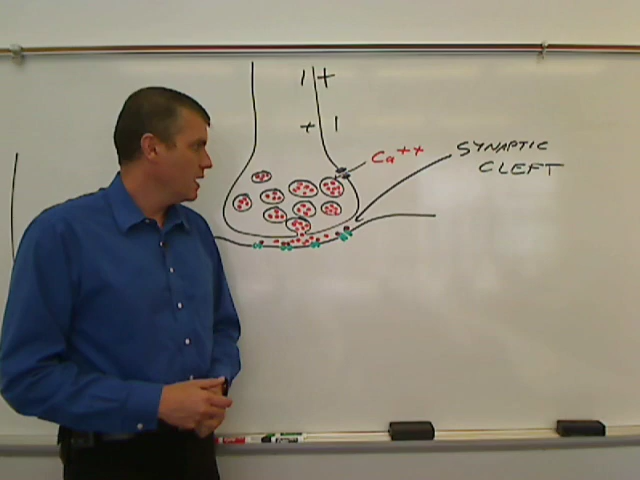 - +
+ -
Ca++
SYNAPTIC
CLEFT